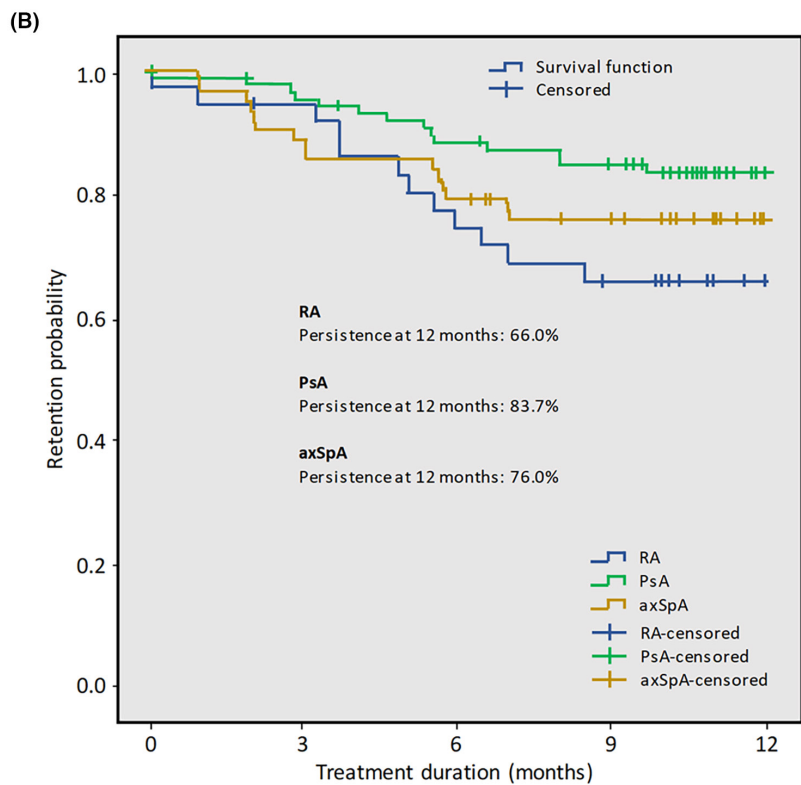 (B)
Survival function
Censored
1.0
0.8
0.6
0.4
0.2
0.0
Retention probability
RA
Persistence at 12 months: 66.0%
PsA
Persistence at 12 months: 83.7%
axSpA
Persistence at 12 months: 76.0%
RA
PsA
axSpA
RA-censored
PsA-censored
axSpA-censored
0 3 6 9 12
Treatment duration (months)